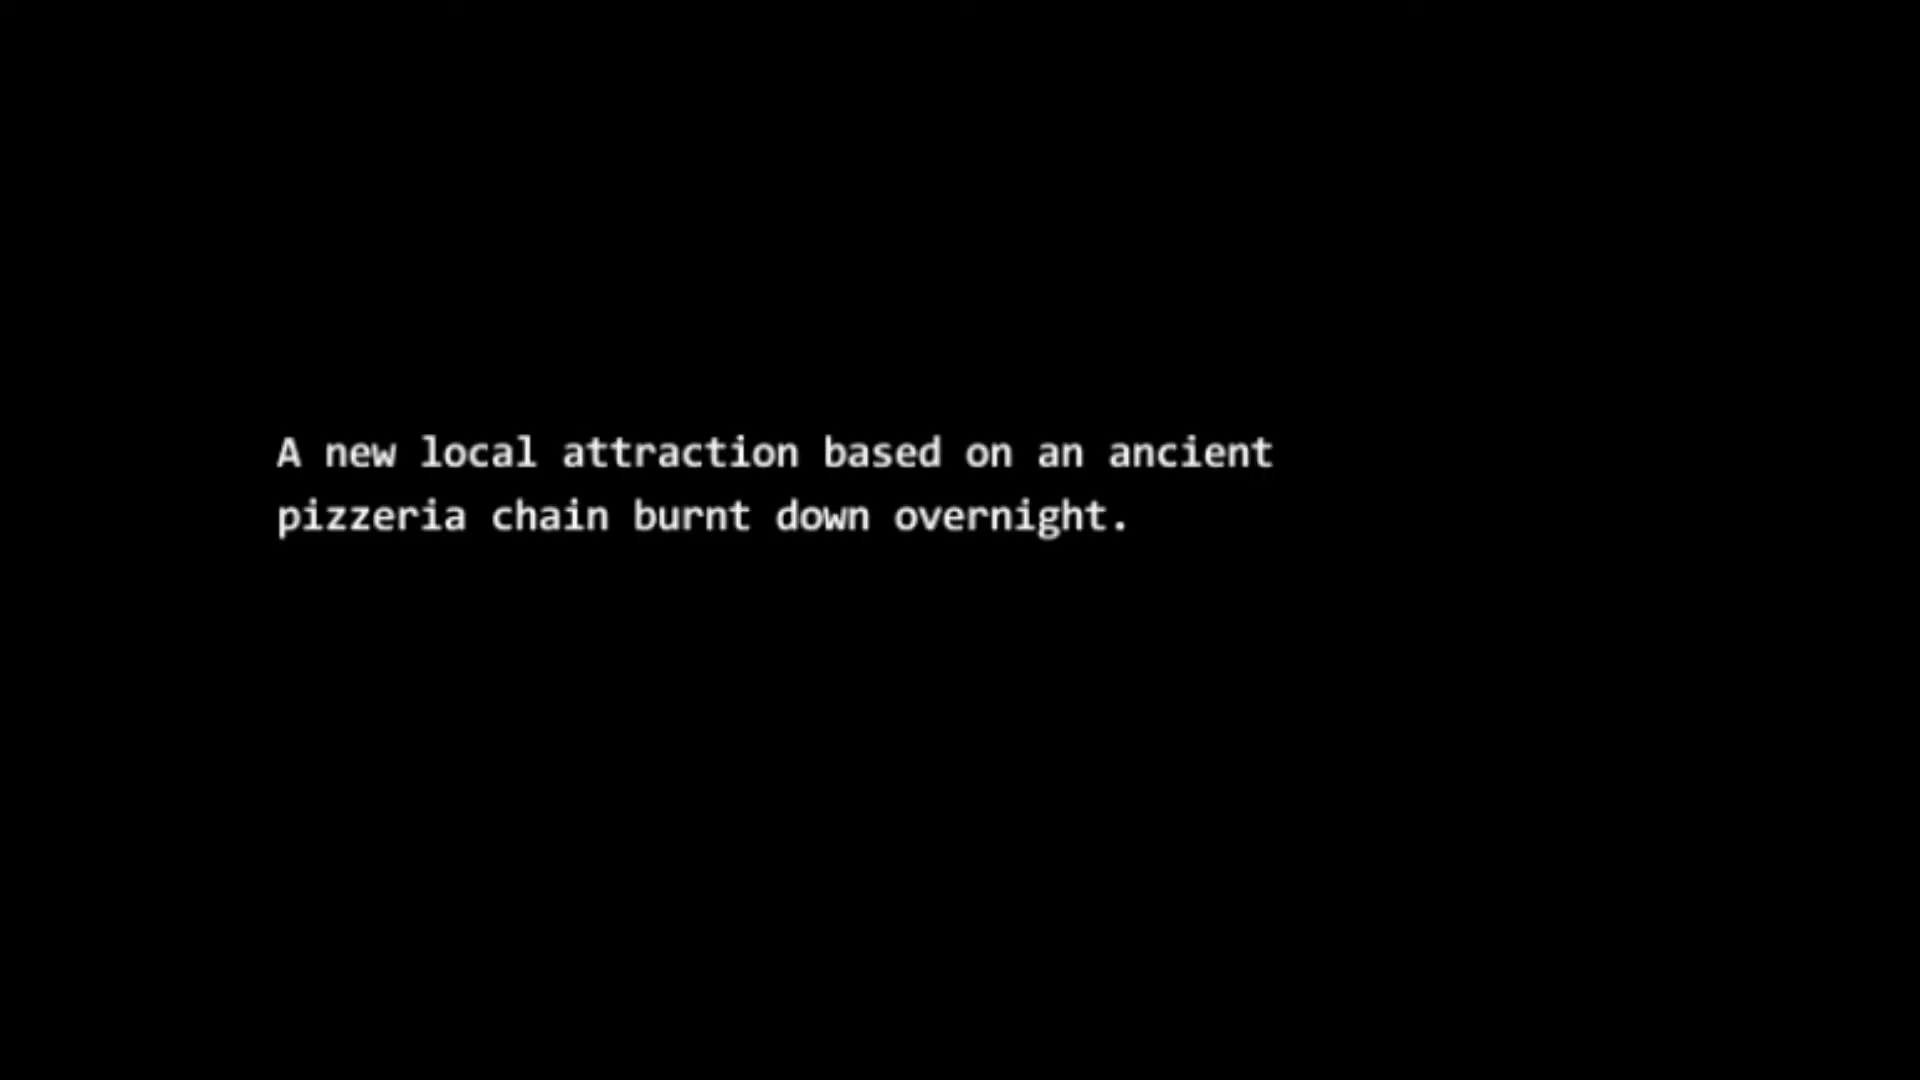 A new local attraction based on an ancient
pizzeria chain burnt down overnight.